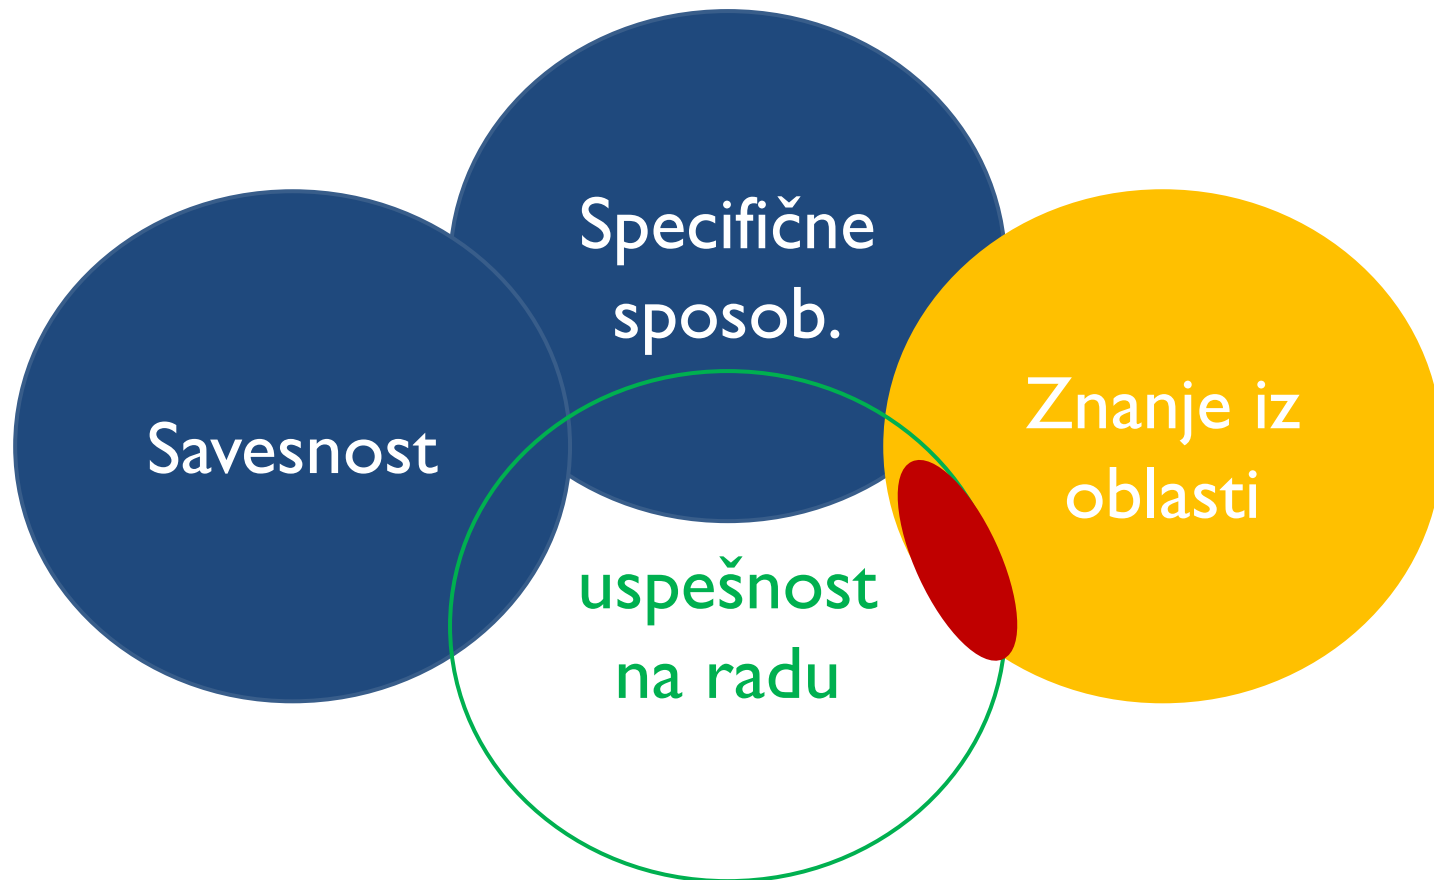 Specifične
sposob.
Savesnost
Znanje iz
oblasti
uspešnost
na radu